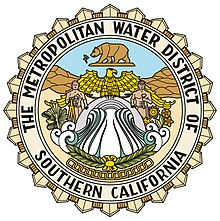 THE METROPOLITAN WATER DISTRICT OF
SOUTHERN CALIFORNIA